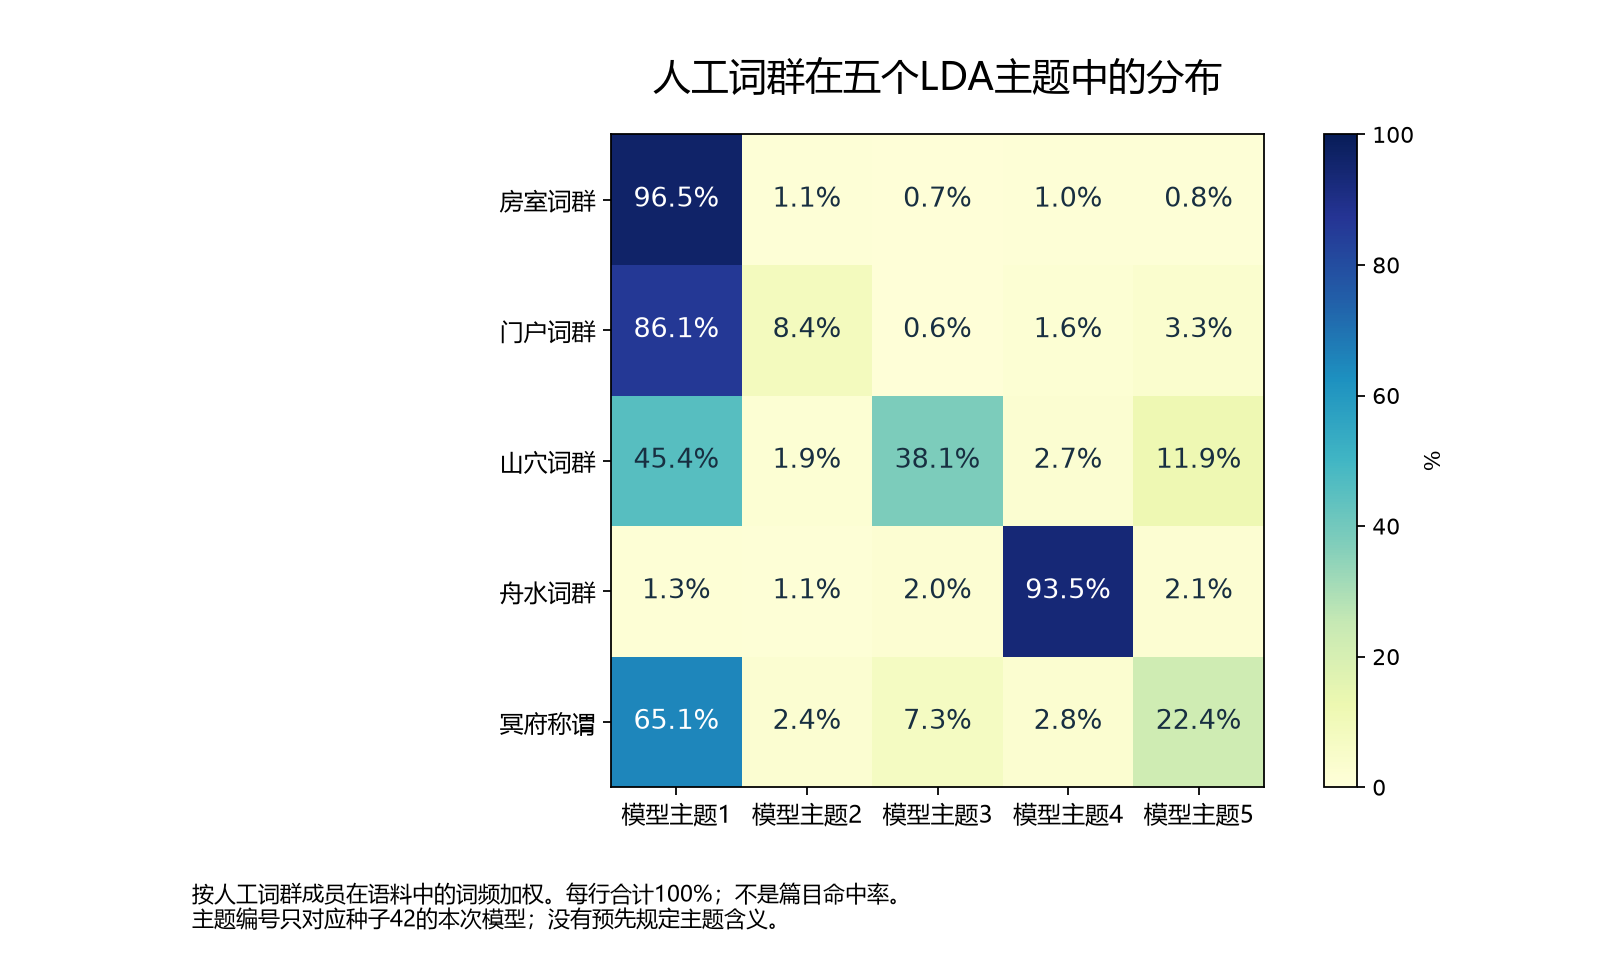 人工词群在五个LDA主题中的分布
房室词群 96.5% 1.1% 0.7% 1.0% 0.8%
门户词群 86.1% 8.4% 0.6% 1.6% 3.3%
山穴词群 45.4% 1.9% 38.1% 2.7% 11.9%
舟水词群 1.3% 1.1% 2.0% 93.5% 2.1%
冥府称谓 65.1% 2.4% 7.3% 2.8% 22.4%
模型主题1 模型主题2 模型主题3 模型主题4 模型主题5
100
80
60
40
20
0
%
按人工词群成员在语料中的词频加权。每行合计100%；不是篇目命中率。
主题编号只对应种子42的本次模型；没有预先规定主题含义。